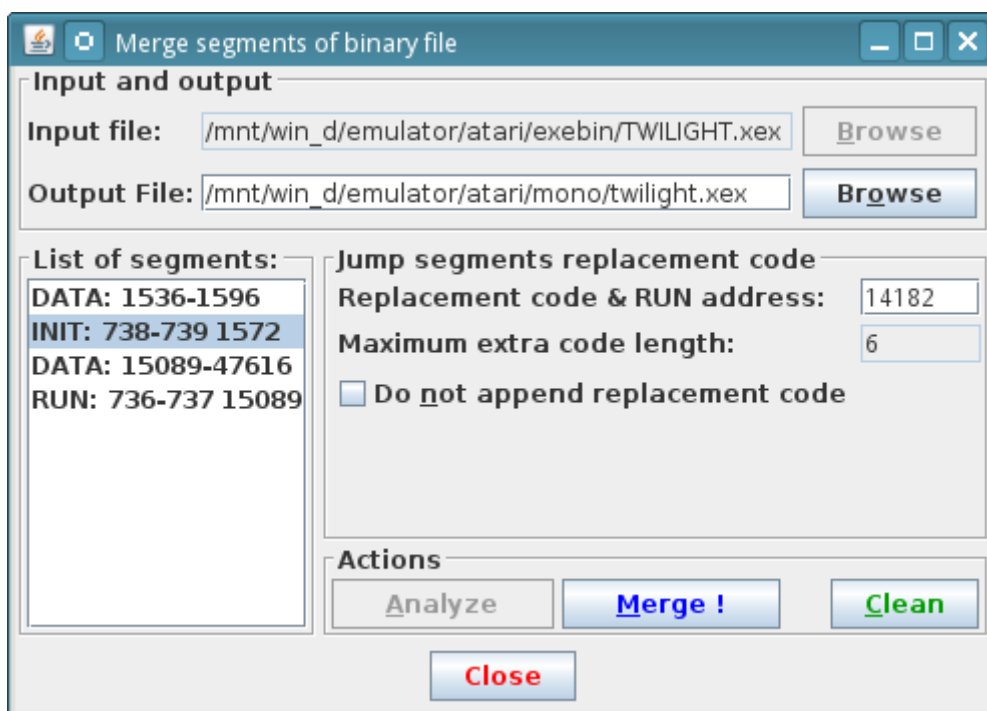 Merge segments of binary file
Input and output
Input file: /mnt/win_d/emulator/atari/exebin/TWILIGHT.xex Browse
Output File: /mnt/win_d/emulator/atari/mono/twilight.xex Browse
List of segments:
DATA: 1536-1596
INIT: 738-739 1572
DATA: 15089-47616
RUN: 736-737 15089
Jump segments replacement code
Replacement code & RUN address: 14182
Maximum extra code length: 6
Do not append replacement code
Actions
Analyze Merge ! Clean
Close